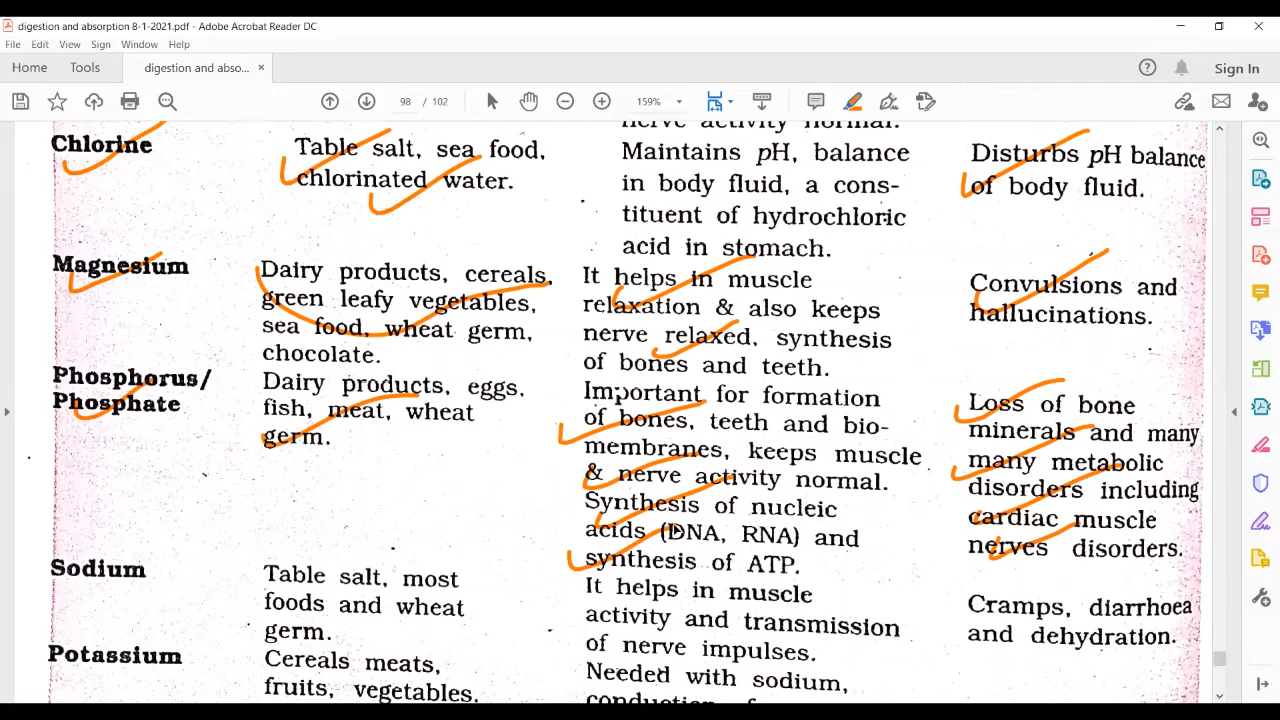 digestion and absorption 8-1-2021.pdf - Adobe Acrobat Reader DC
File Edit View Sign Window Help
Home Tools digestion and abso... ×
98 / 102 159%
Sign In
nerve activity normal.
Chlorine
Table salt, sea food,
chlorinated water.
Maintains pH, balance
in body fluid, a cons-
tituent of hydrochloric
acid in stomach.
Disturbs pH balance
of body fluid.
Magnesium
Dairy products, cereals,
green leafy vegetables,
sea food, wheat germ,
chocolate.
It helps in muscle
relaxation & also keeps
nerve relaxed, synthesis
of bones and teeth.
Convulsions and
hallucinations.
Phosphorus/
Phosphate
Dairy products, eggs,
fish, meat, wheat
germ.
Important for formation
of bones, teeth and bio-
membranes, keeps muscle
& nerve activity normal.
Synthesis of nucleic
acids (DNA, RNA) and
synthesis of ATP.
Loss of bone
minerals and many
many metabolic
disorders including
cardiac muscle
nerves disorders.
Sodium
Table salt, most
foods and wheat
germ.
It helps in muscle
activity and transmission
of nerve impulses.
Cramps, diarrhoea
and dehydration.
Potassium
Cereals meats,
fruits, vegetables,
Needed with sodium,
conduction of